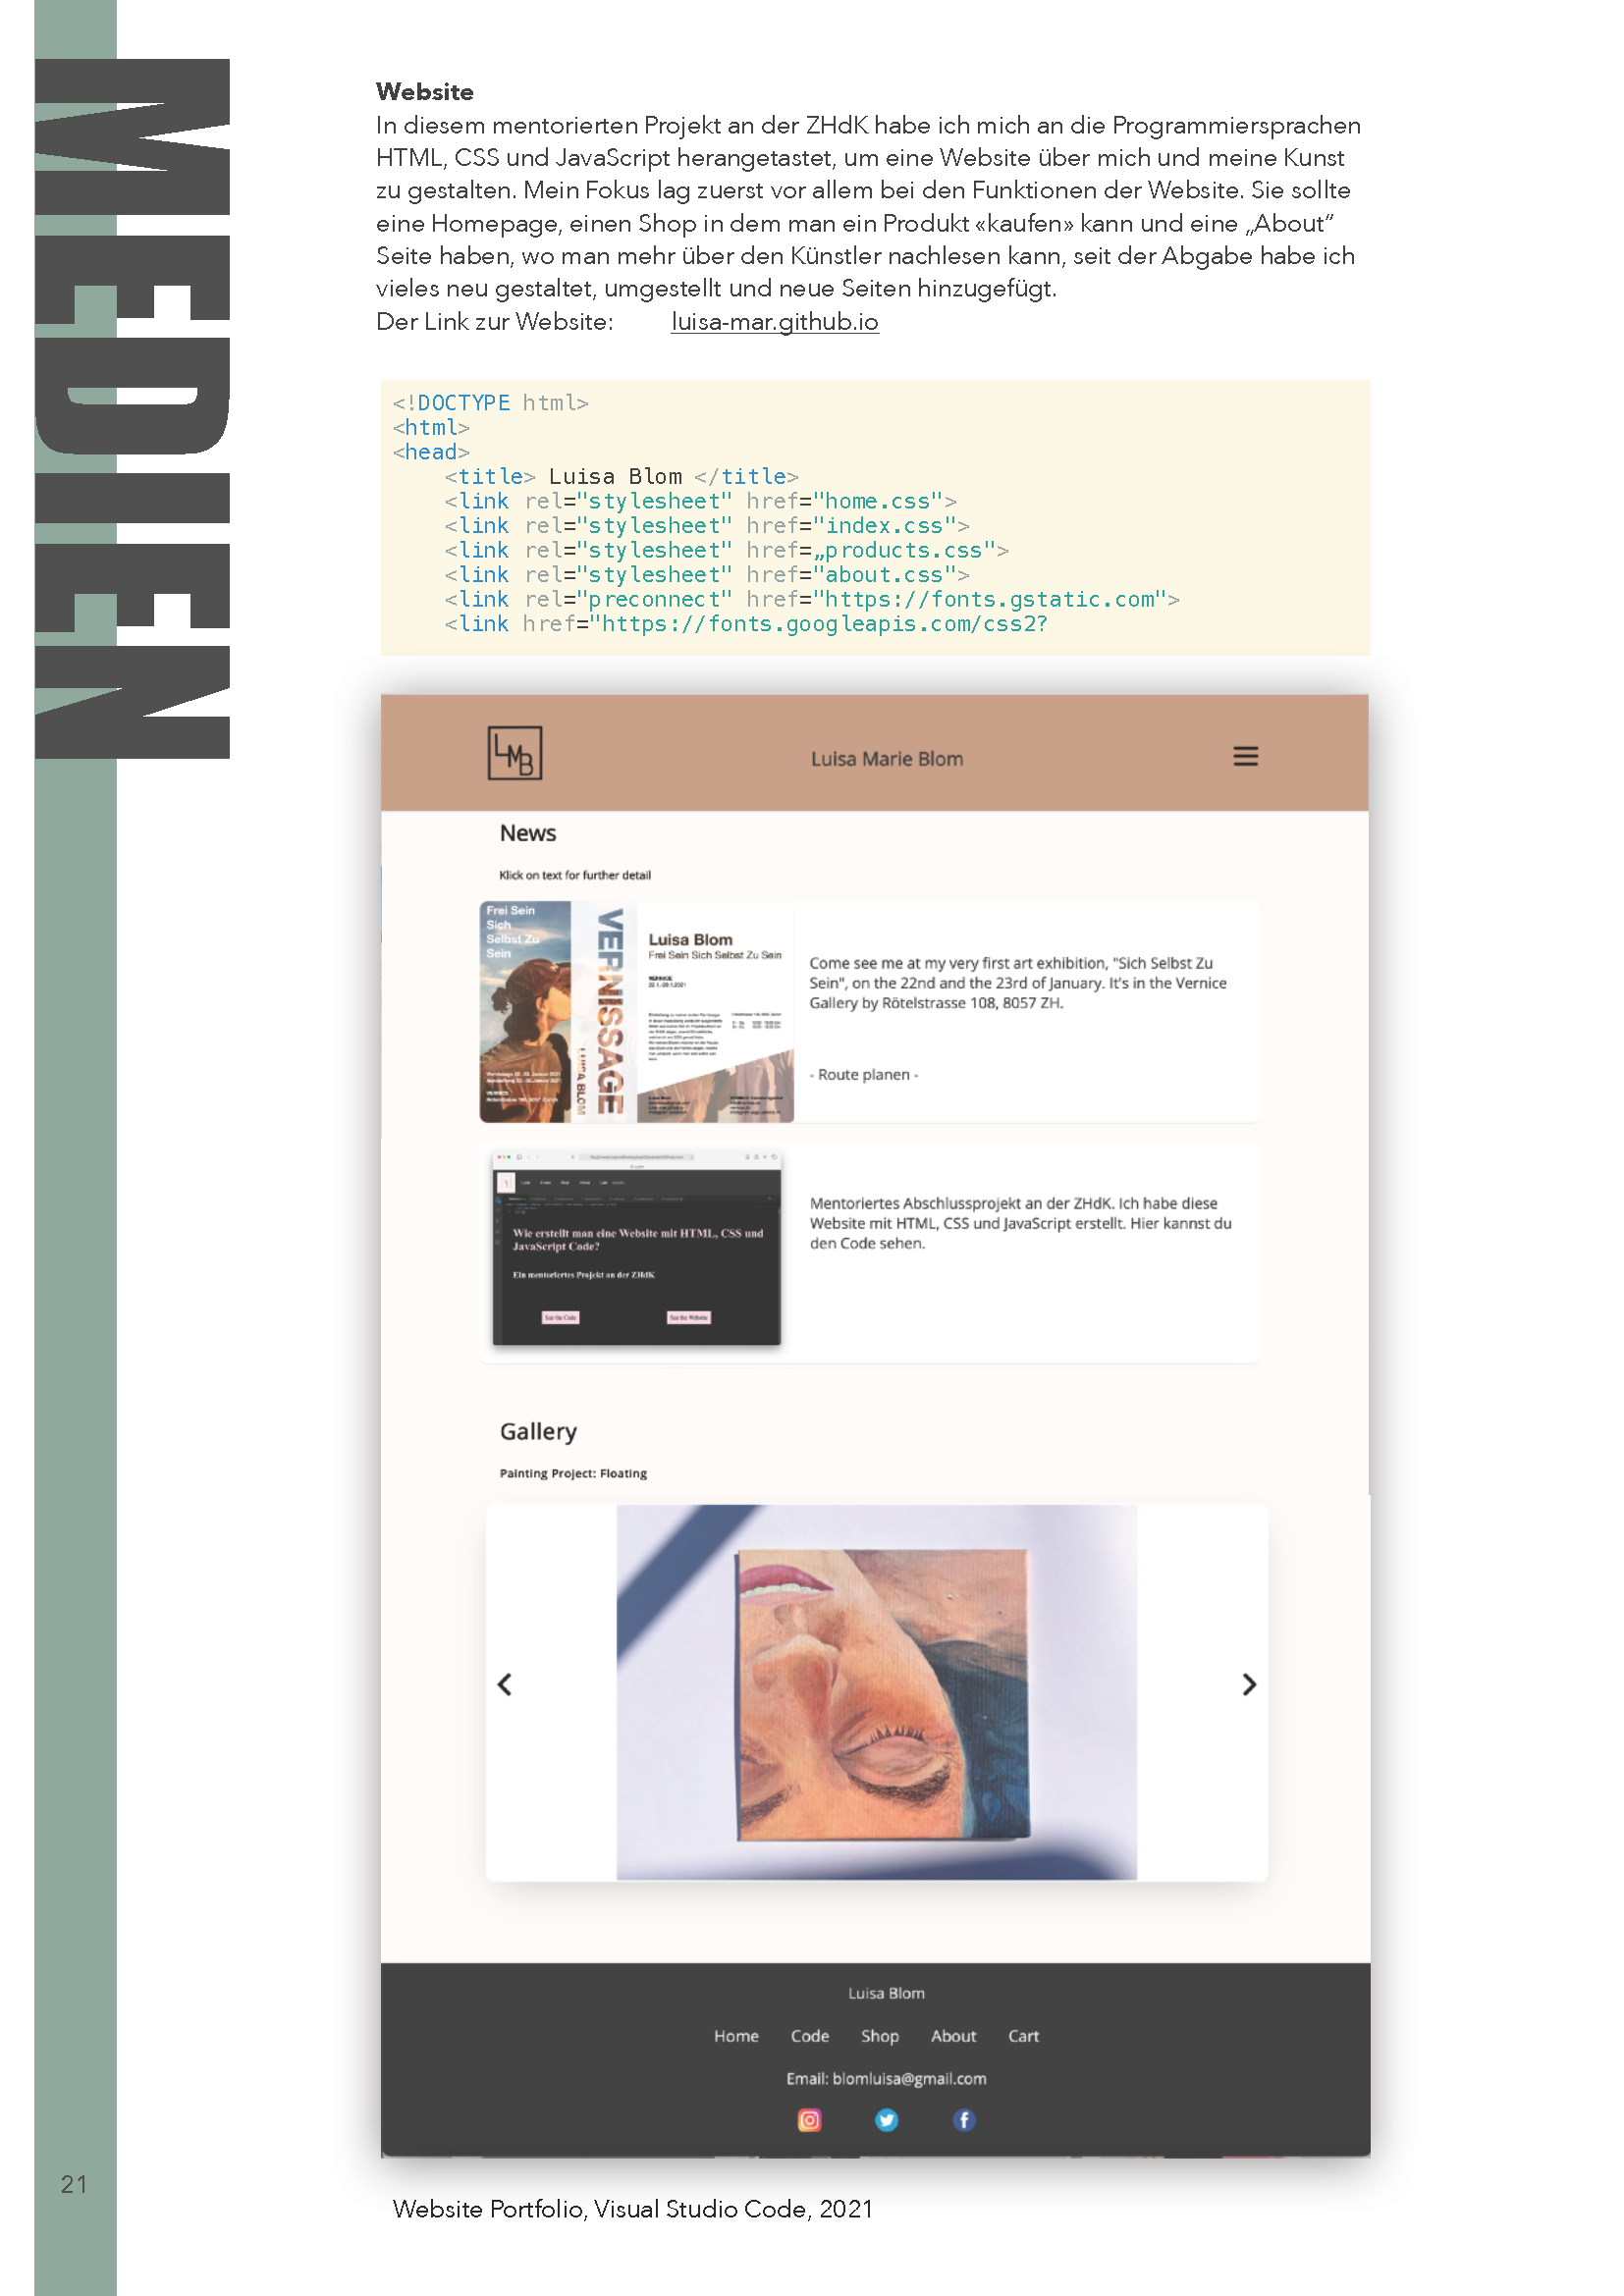 MEDIEN
Website
In diesem mentorierten Projekt an der ZHdK habe ich mich an die Programmiersprachen
HTML, CSS und JavaScript herangetastet, um eine Website über mich und meine Kunst
zu gestalten. Mein Fokus lag zuerst vor allem bei den Funktionen der Website. Sie sollte
eine Homepage, einen Shop in dem man ein Produkt «kaufen» kann und eine „About“
Seite haben, wo man mehr über den Künstler nachlesen kann, seit der Abgabe habe ich
vieles neu gestaltet, umgestellt und neue Seiten hinzugefügt.
Der Link zur Website: luisa-mar.github.io
<!DOCTYPE html>
<html>
<head>
<title> Luisa Blom </title>
<link rel="stylesheet" href="home.css">
<link rel="stylesheet" href="index.css">
<link rel="stylesheet" href=„products.css">
<link rel="stylesheet" href="about.css">
<link rel="preconnect" href="https://fonts.gstatic.com">
<link href="https://fonts.googleapis.com/css2?
LMB
Luisa Marie Blom
News
Klick on text for further detail
Frei Sein
Sich
Selbst Zu
Sein
VERNISSAGE
LUISA BLOM
Luisa Blom
Frei Sein Sich Selbst Zu Sein
VERNICE
Come see me at my very first art exhibition, "Sich Selbst Zu
Sein", on the 22nd and the 23rd of January. It's in the Vernice
Gallery by Rötelstrasse 108, 8057 ZH.
- Route planen -
Wie erstellt man eine Website mit HTML, CSS und
JavaScript Code?
Ein mentoriertes Projekt an der ZHdK
See the Code
See the Website
Mentoriertes Abschlussprojekt an der ZHdK. Ich habe diese
Website mit HTML, CSS und JavaScript erstellt. Hier kannst du
den Code sehen.
Gallery
Painting Project: Floating
Luisa Blom
Home Code Shop About Cart
Email: blomluisa@gmail.com
21
Website Portfolio, Visual Studio Code, 2021